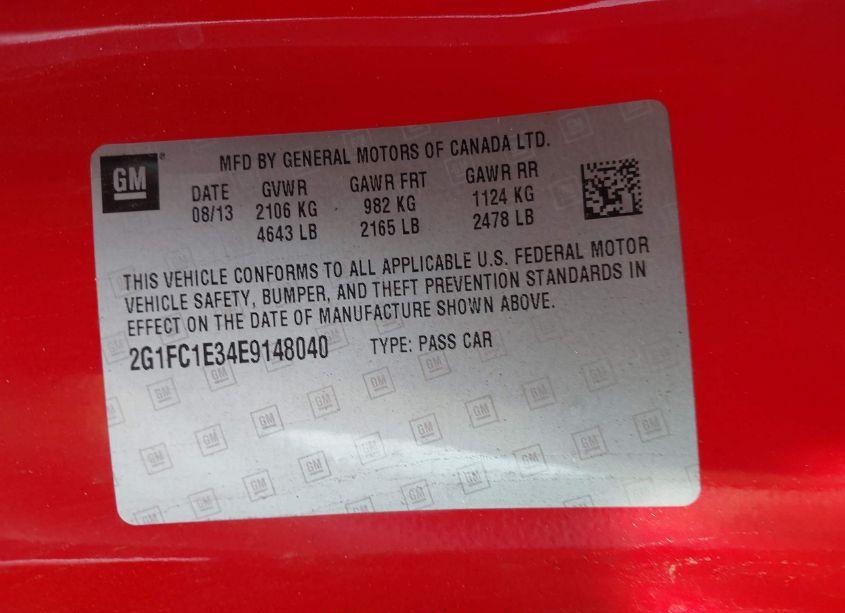 GM
MFD BY GENERAL MOTORS OF CANADA LTD.
DATE GVWR GAWR FRT GAWR RR
08/13 2106 KG 982 KG 1124 KG
4643 LB 2165 LB 2478 LB
THIS VEHICLE CONFORMS TO ALL APPLICABLE U.S. FEDERAL MOTOR
VEHICLE SAFETY, BUMPER, AND THEFT PREVENTION STANDARDS IN
EFFECT ON THE DATE OF MANUFACTURE SHOWN ABOVE.
2G1FC1E34E9148040 TYPE: PASS CAR